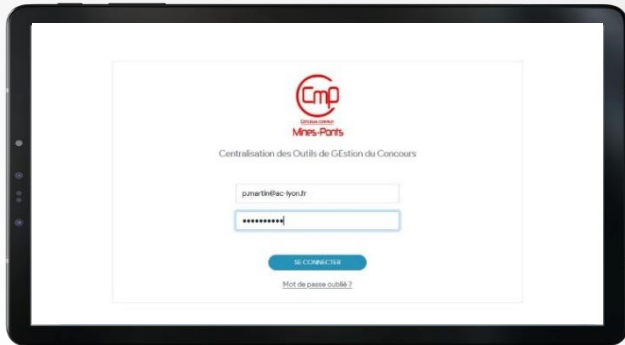 Cmp
CONCOURS COMMUN
Mines-Ponts
Centralisation des Outils de GEstion du Concours
p.martin@ac-lyon.fr
••••••••••
SE CONNECTER
Mot de passe oublié ?